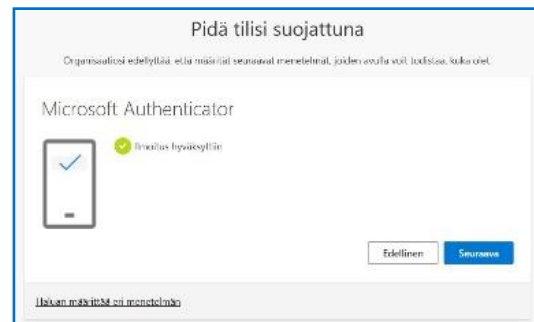 Pidä tilisi suojattuna
Organisaatiosi edellyttää, että määrität seuraavat menetelmät, joiden avulla voit todistaa, kuka olet.
Microsoft Authenticator
Ilmoitus hyväksyttiin
Edellinen
Seuraava
Haluan määrittää eri menetelmän